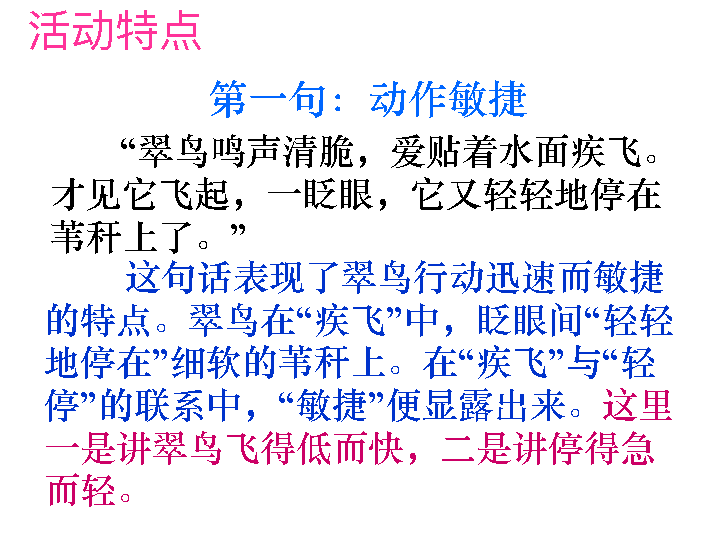 活动特点
第一句：动作敏捷
“翠鸟鸣声清脆，爱贴着水面疾飞。
才见它飞起，一眨眼，它又轻轻地停在
苇秆上了。”
这句话表现了翠鸟行动迅速而敏捷
的特点。翠鸟在“疾飞”中，眨眼间“轻轻
地停在”细软的苇秆上。在“疾飞”与“轻
停”的联系中，“敏捷”便显露出来。这里
一是讲翠鸟飞得低而快，二是讲停得急
而轻。